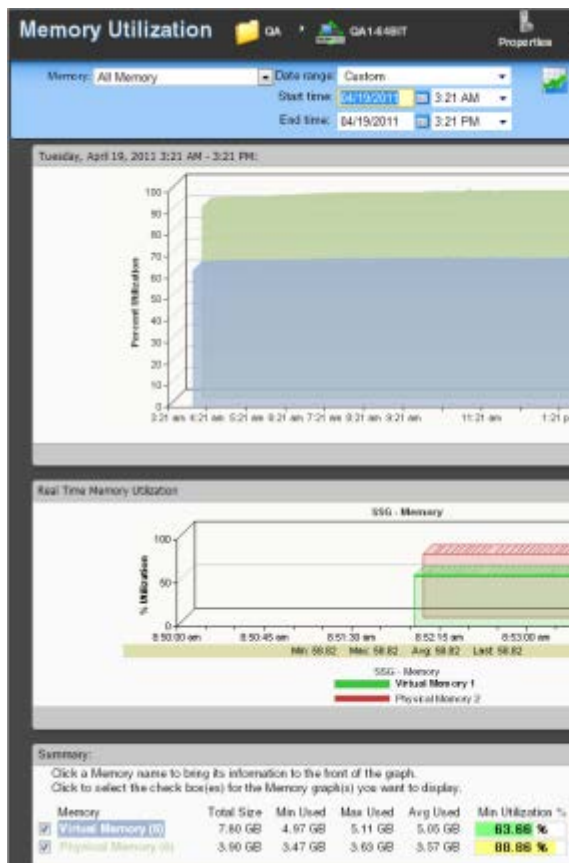 Memory Utilization QA QA1-64BIT Properties
Memory: All Memory Date range: Custom
Start time: 04/19/2011 3:21 AM
End time: 04/19/2011 3:21 PM
Tuesday, April 19, 2011 3:21 AM - 3:21 PM:
Percent Utilization
100
90
80
70
60
50
40
30
20
10
0
3:21 am 4:21 am 5:21 am 6:21 am 7:21 am 8:21 am 9:21 am 11:21 am 1:21 p
Real Time Memory Utilization
SSG - Memory
% Utilization
100
50
0
8:50:00 am 8:50:45 am 8:51:30 am 8:52:15 am 8:53:00 am
Min: 58.82 Max: 58.82 Avg: 58.82 Last: 58.82
SSG - Memory
Virtual Memory 1
Physical Memory 2
Summary:
Click a Memory name to bring its information to the front of the graph.
Click to select the check box(es) for the Memory graph(s) you want to display.
Memory Total Size Min Used Max Used Avg Used Min Utilization %
Virtual Memory 7.80 GB 4.97 GB 5.11 GB 5.05 GB 63.66 %
Physical Memory 3.90 GB 3.47 GB 3.63 GB 3.57 GB 88.86 %